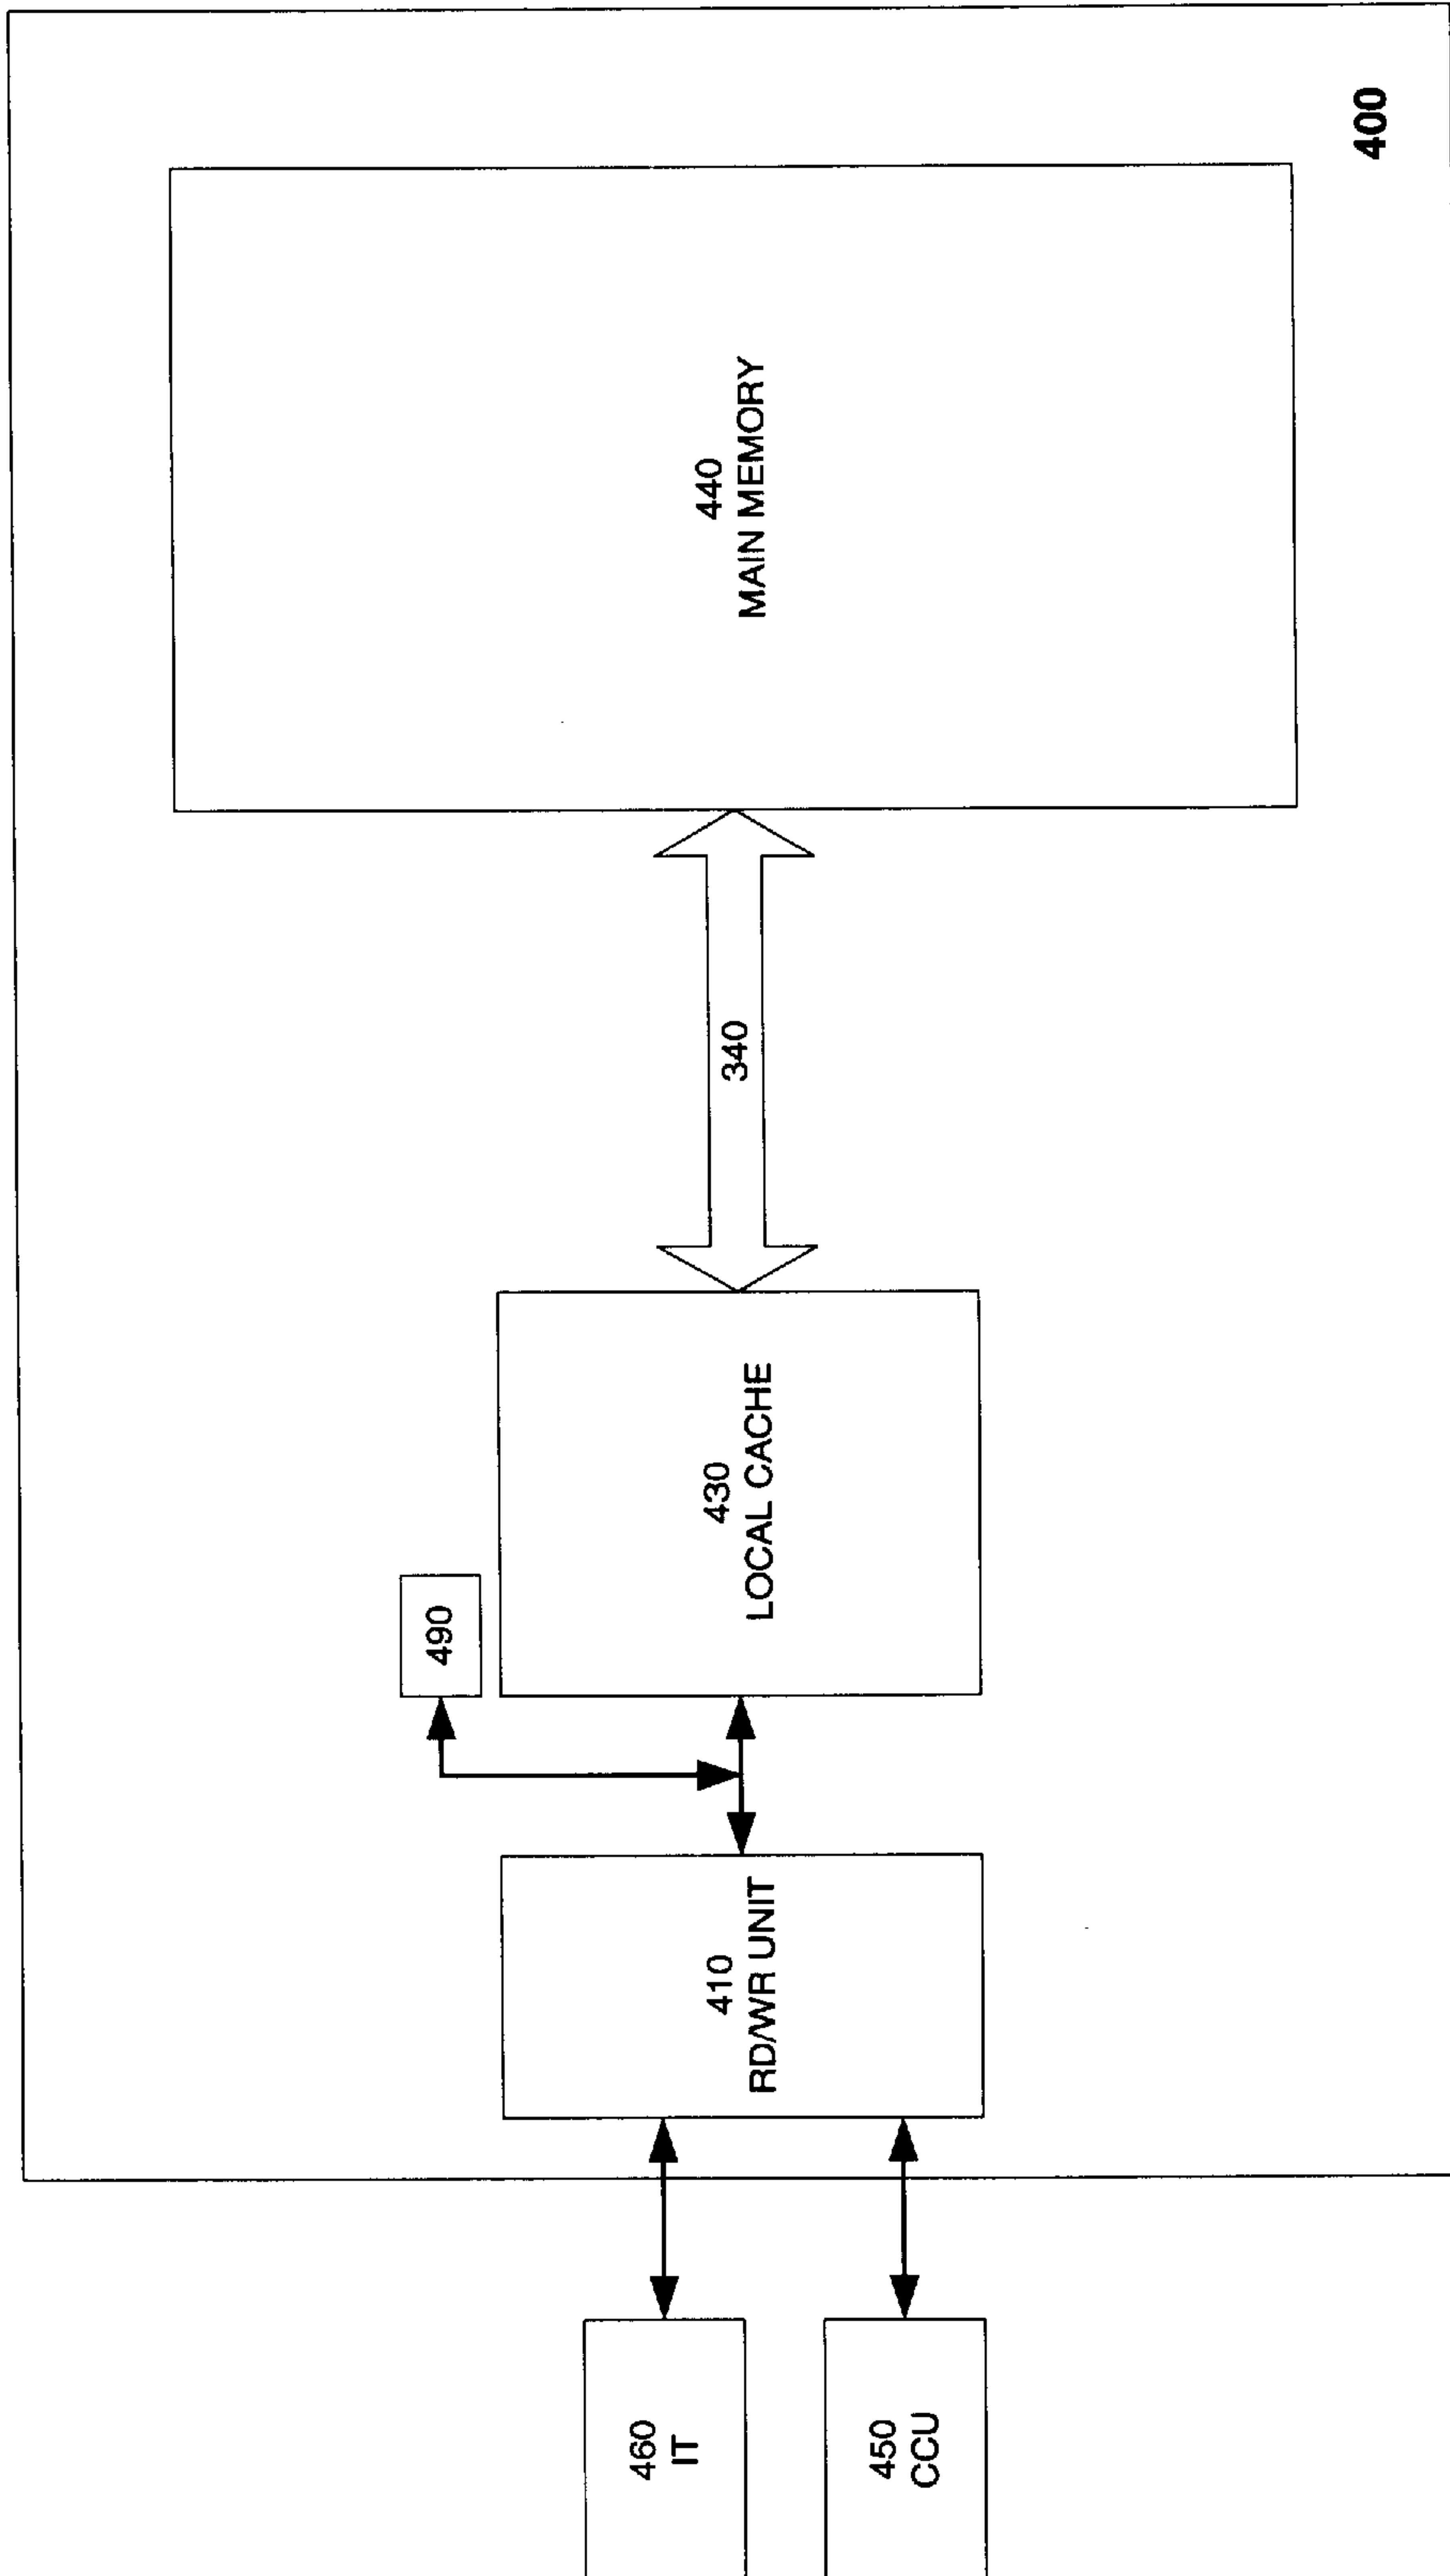 400
440
MAIN MEMORY
340
430
LOCAL CACHE
490
410
RD/WR UNIT
460
IT
450
CCU